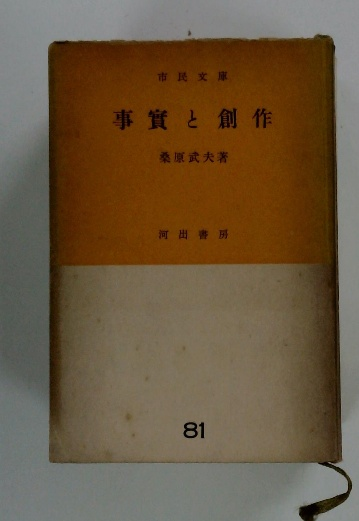 市民文庫
事實と創作
桑原武夫著
河出書房
81